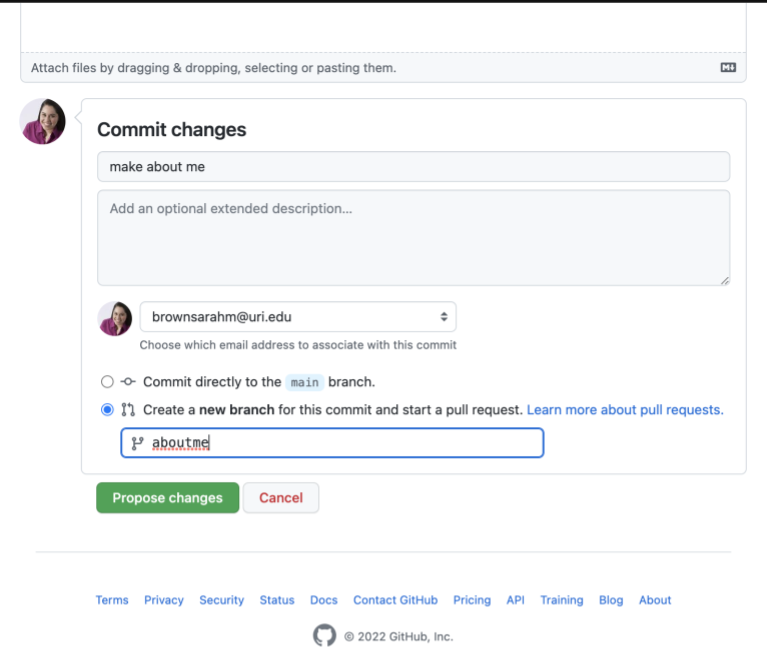 Attach files by dragging & dropping, selecting or pasting them.
Commit changes
make about me
Add an optional extended description...
brownsarahm@uri.edu
Choose which email address to associate with this commit
Commit directly to the main branch.
Create a new branch for this commit and start a pull request. Learn more about pull requests.
aboutme
Propose changes Cancel
Terms Privacy Security Status Docs Contact GitHub Pricing API Training Blog About
© 2022 GitHub, Inc.